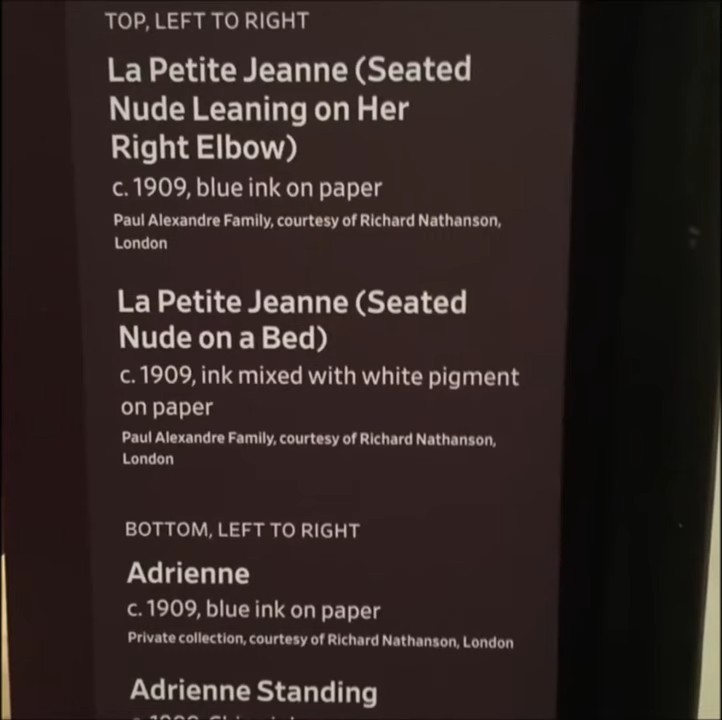 TOP, LEFT TO RIGHT
La Petite Jeanne (Seated
Nude Leaning on Her
Right Elbow)
c. 1909, blue ink on paper
Paul Alexandre Family, courtesy of Richard Nathanson,
London
La Petite Jeanne (Seated
Nude on a Bed)
c. 1909, ink mixed with white pigment
on paper
Paul Alexandre Family, courtesy of Richard Nathanson,
London
BOTTOM, LEFT TO RIGHT
Adrienne
c. 1909, blue ink on paper
Private collection, courtesy of Richard Nathanson, London
Adrienne Standing